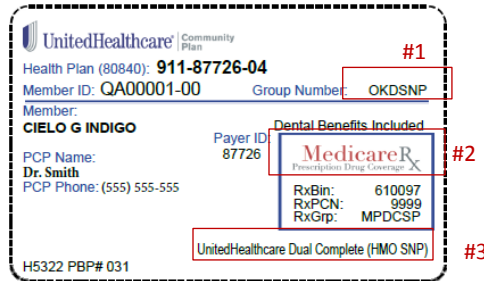 UnitedHealthcare® Community Plan
#1
Health Plan (80840): 911-87726-04
Member ID: QA00001-00 Group Number: OKDSNP
Member:
CIELO G INDIGO
Dental Benefits Included
Payer ID:
87726
MedicareRx
Prescription Drug Coverage
#2
PCP Name:
Dr. Smith
PCP Phone: (555) 555-555
RxBin: 610097
RxPCN: 9999
RxGrp: MPDCSP
UnitedHealthcare Dual Complete (HMO SNP)
#3
H5322 PBP# 031